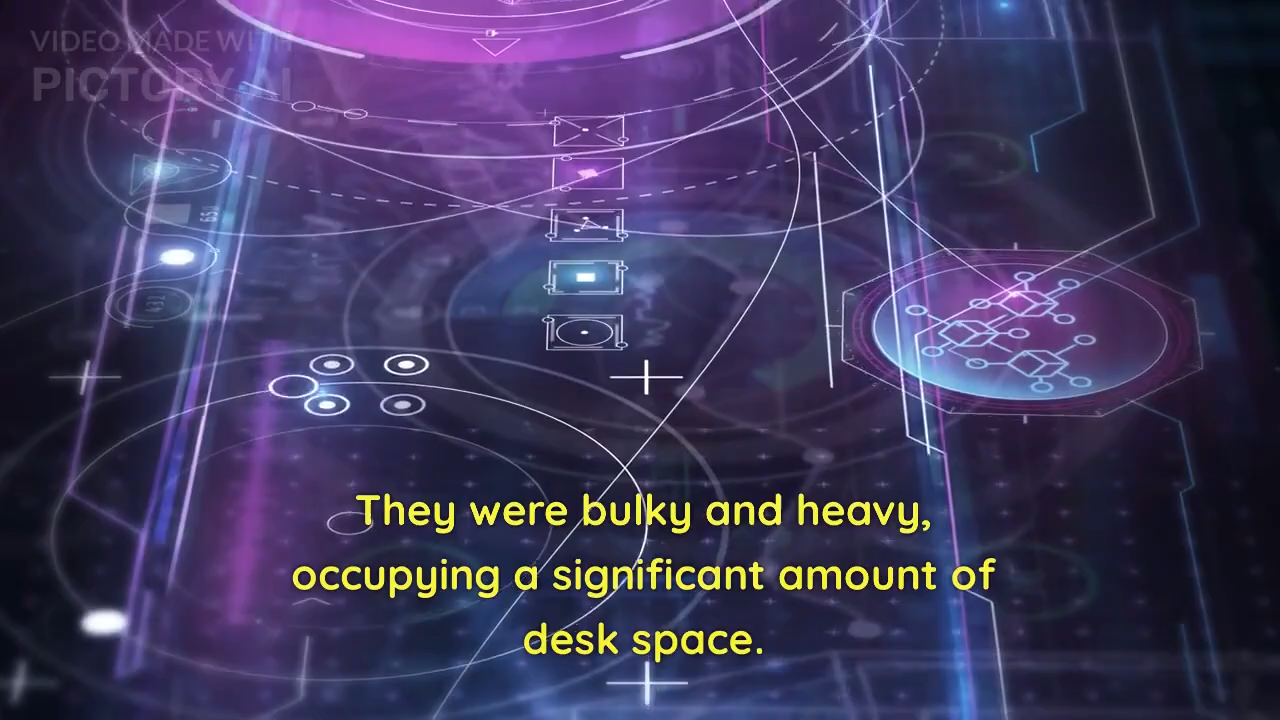 VIDEO MADE WITH
PICTORY.AI
They were bulky and heavy,
occupying a significant amount of
desk space.